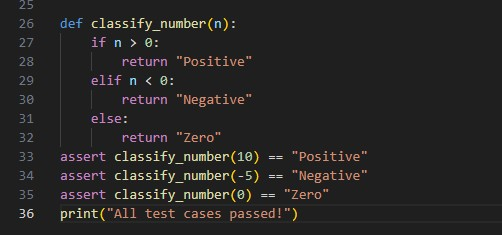 25
26 def classify_number(n):
27     if n > 0:
28         return "Positive"
29     elif n < 0:
30         return "Negative"
31     else:
32         return "Zero"
33 assert classify_number(10) == "Positive"
34 assert classify_number(-5) == "Negative"
35 assert classify_number(0) == "Zero"
36 print("All test cases passed!")